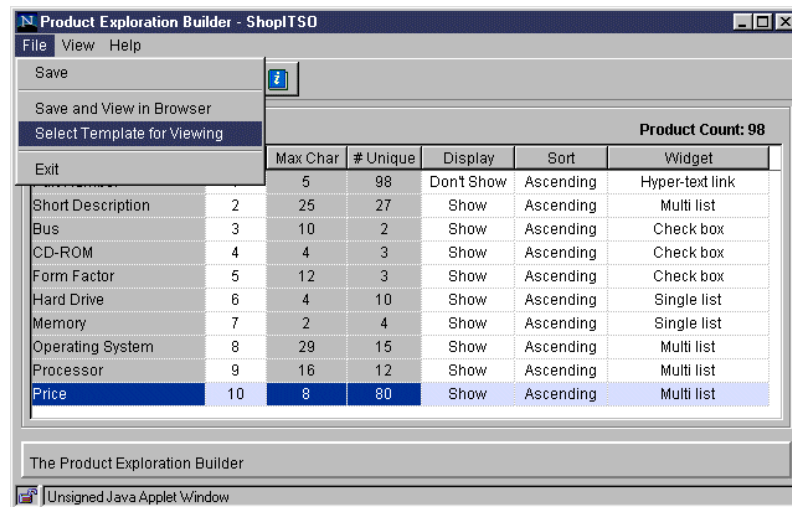 Product Exploration Builder - ShopITSO
File View Help
Save
Save and View in Browser
Select Template for Viewing
Exit
Product Count: 98
Max Char # Unique Display Sort Widget
5 98 Don't Show Ascending Hyper-text link
Short Description 2 25 27 Show Ascending Multi list
Bus 3 10 2 Show Ascending Check box
CD-ROM 4 4 3 Show Ascending Check box
Form Factor 5 12 3 Show Ascending Check box
Hard Drive 6 4 10 Show Ascending Single list
Memory 7 2 4 Show Ascending Single list
Operating System 8 29 15 Show Ascending Multi list
Processor 9 16 12 Show Ascending Multi list
Price 10 8 80 Show Ascending Multi list
The Product Exploration Builder
Unsigned Java Applet Window